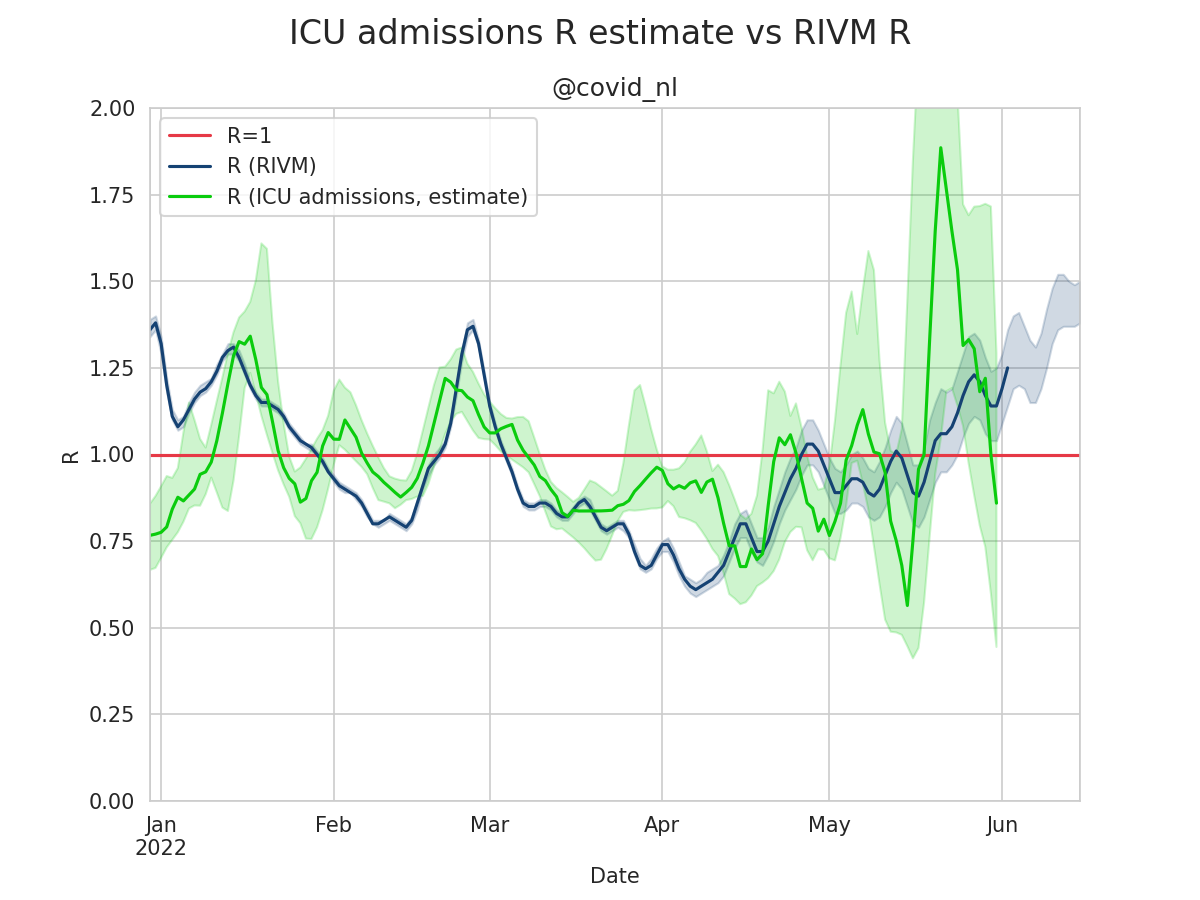 ICU admissions R estimate vs RIVM R
@covid_nl
R=1
R (RIVM)
R (ICU admissions, estimate)
2.00
1.75
1.50
1.25
1.00
0.75
0.50
0.25
0.00
R
Jan Feb Mar Apr May Jun
2022
Date